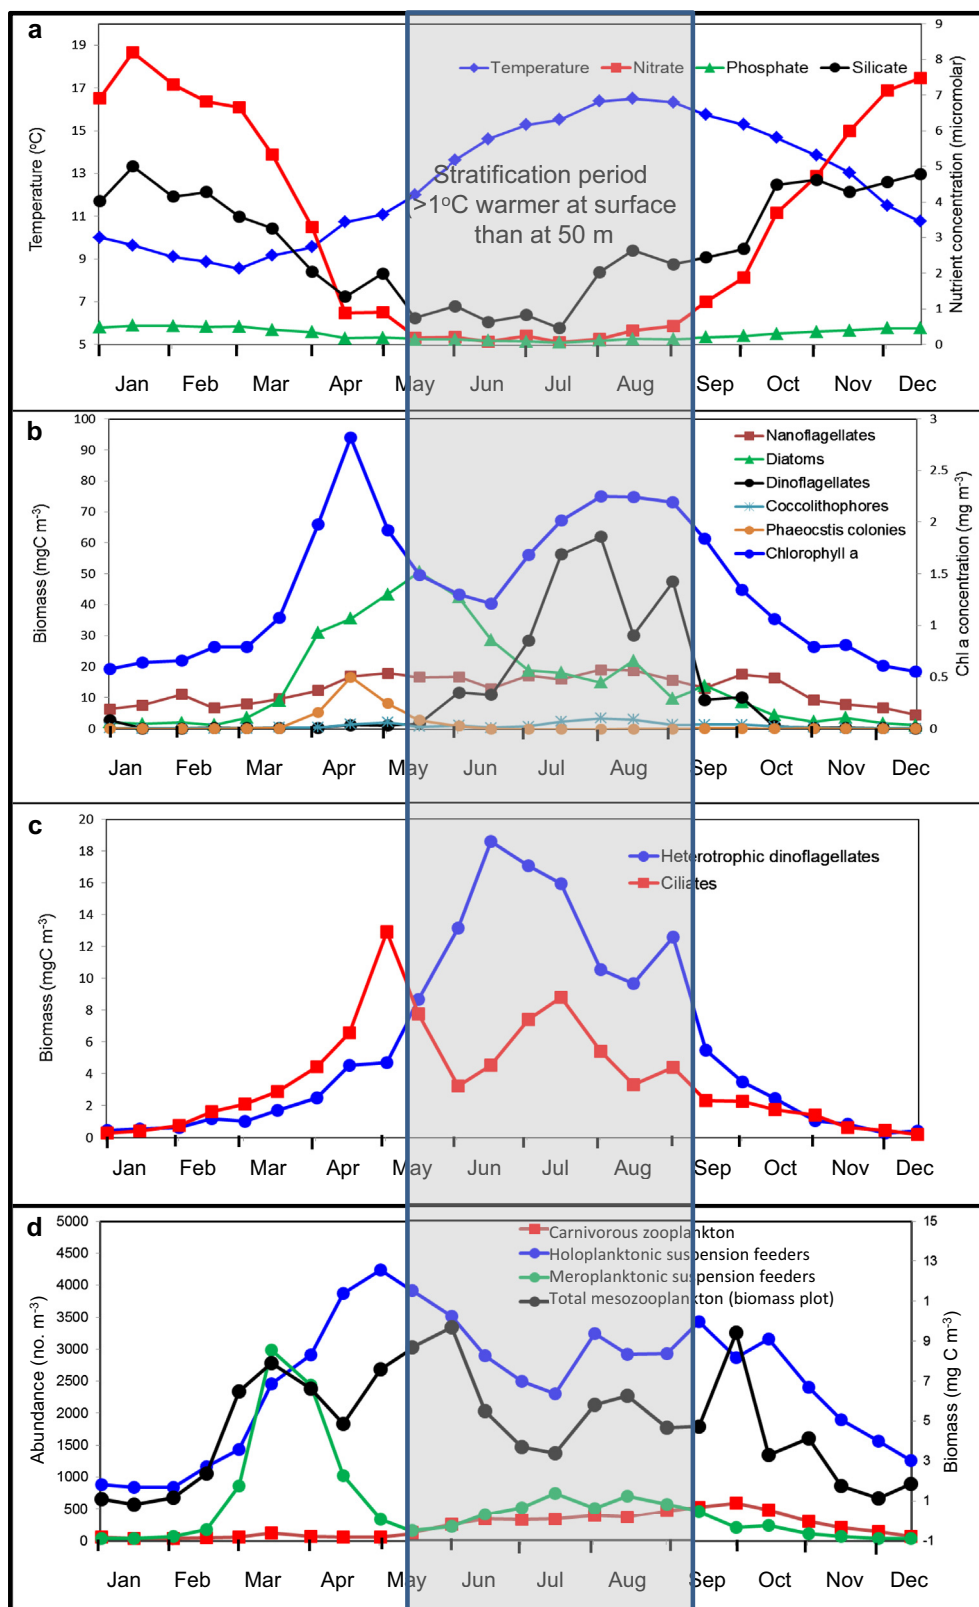 a
19
17
15
13
11
9
7
5
Temperature (ºC)
Temperature Nitrate Phosphate Silicate
Stratification period
(>1ºC warmer at surface
than at 50 m
9
8
7
6
5
4
3
2
1
0
Nutrient concentration (micromolar)
Jan Feb Mar Apr May Jun Jul Aug Sep Oct Nov Dec
b
100
90
80
70
60
50
40
30
20
10
0
Biomass (mgC m-3)
Nanoflagellates
Diatoms
Dinoflagellates
Coccolithophores
Phaeocstis colonies
Chlorophyll a
3
2.5
2
1.5
1
0.5
0
Chl a concentration (mg m-3)
Jan Feb Mar Apr May Jun Jul Aug Sep Oct Nov Dec
c
20
18
16
14
12
10
8
6
4
2
0
Biomass (mgC m-3)
Heterotrophic dinoflagellates
Ciliates
Jan Feb Mar Apr May Jun Jul Aug Sep Oct Nov Dec
d
5000
4500
4000
3500
3000
2500
2000
1500
1000
500
0
Abundance (no. m-3)
Carnivorous zooplankton
Holoplanktonic suspension feeders
Meroplanktonic suspension feeders
Total mesozooplankton (biomass plot)
15
13
1
9
7
5
3
1
-1
Biomass (mg C m-3)
Jan Feb Mar Apr May Jun Jul Aug Sep Oct Nov Dec